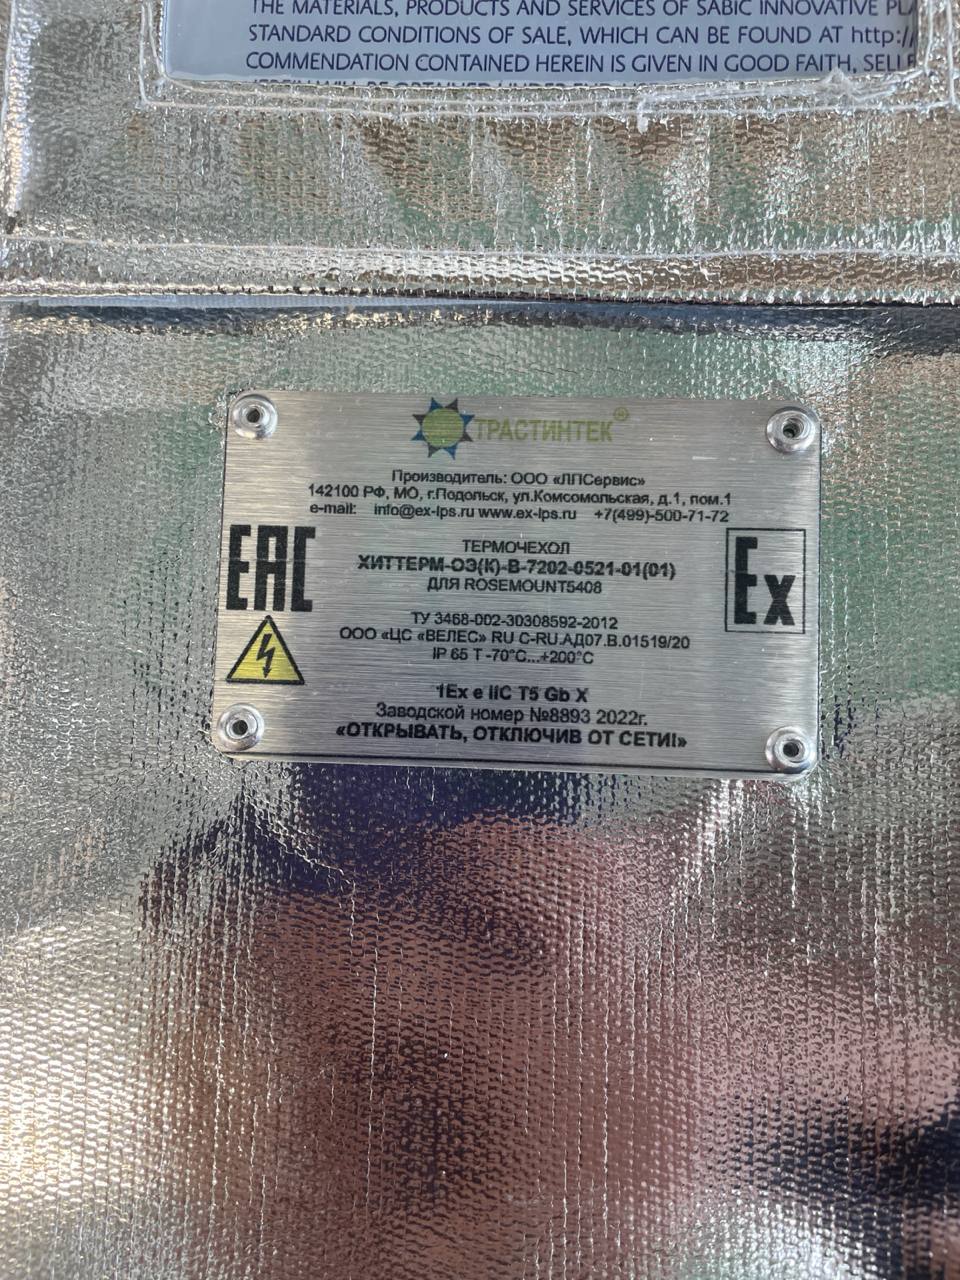 THE MATERIALS, PRODUCTS AND SERVICES OF SABIC INNOVATIVE
STANDARD CONDITIONS OF SALE, WHICH CAN BE FOUND AT http:/
COMMENDATION CONTAINED HEREIN IS GIVEN IN GOOD FAITH,
ТРАСТИНТЕК®
Производитель: ООО «ЛПСервис»
142100 РФ, МО, г.Подольск, ул.Комсомольская, д.1, пом.1
e-mail: info@ex-lps.ru www.ex-lps.ru +7(499)-500-71-72
ТЕРМОЧЕХОЛ
ХИТТЕРМ-ОЭ(К)-В-7202-0521-01(01)
ДЛЯ ROSEMOUNT5408
EAC
Ex
ТУ 3468-002-30308592-2012
ООО «ЦС «ВЕЛЕС» RU C-RU.АД07.В.01519/20
IP 65 T -70°C...+200°C
1Ex e IIC T5 Gb X
Заводской номер №8893 2022г.
«ОТКРЫВАТЬ, ОТКЛЮЧИВ ОТ СЕТИ!»